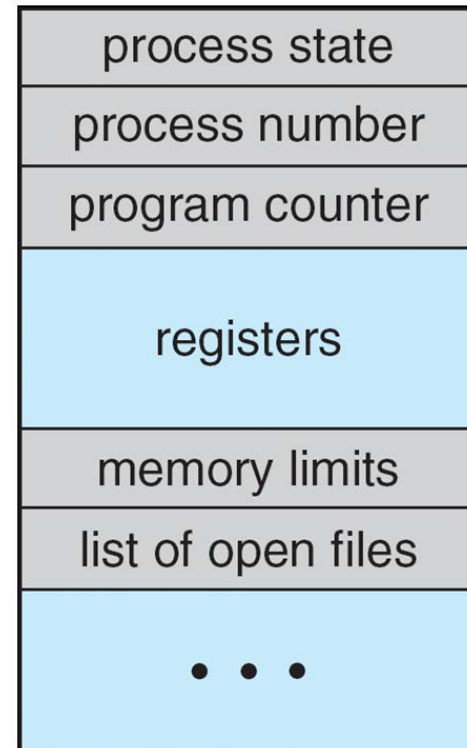 process state
process number
program counter
registers
memory limits
list of open files
• • •